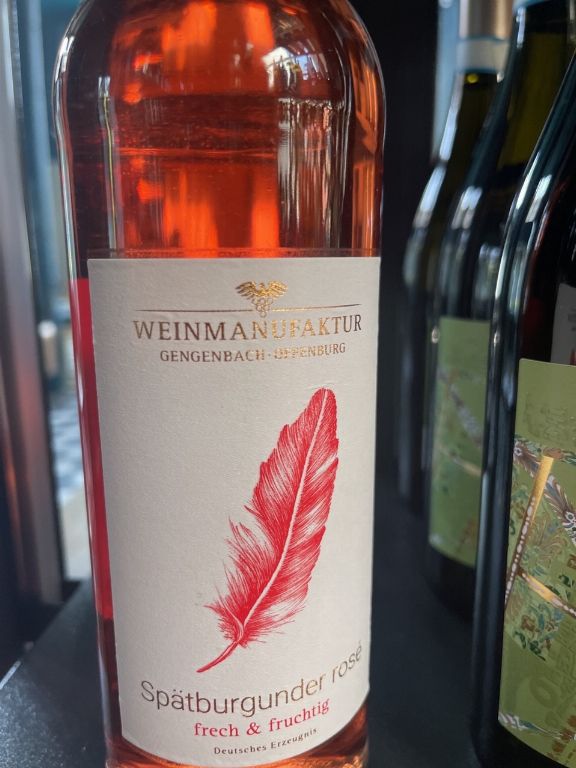 WEINMANUFAKTUR
GENGENBACH · OFFENBURG
Spätburgunder rosé
frech & fruchtig
Deutsches Erzeugnis